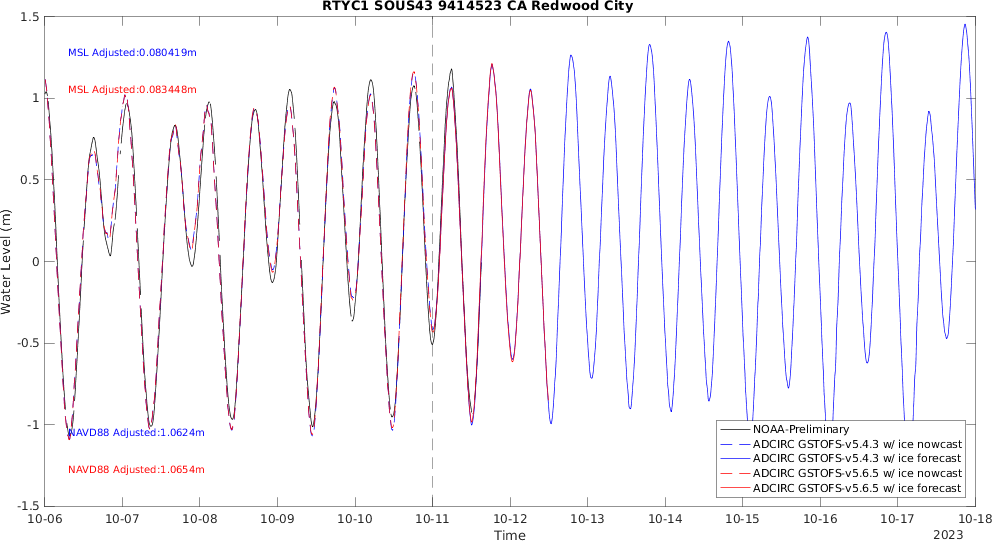 RTYC1 SOUS43 9414523 CA Redwood City
MSL Adjusted:0.080419m
MSL Adjusted:0.083448m
NAVD88 Adjusted:1.0624m
NAVD88 Adjusted:1.0654m
Water Level (m)
1.5
1
0.5
0
-0.5
-1
-1.5
NOAA-Preliminary
ADCIRC GSTOFS-v5.4.3 w/ ice nowcast
ADCIRC GSTOFS-v5.4.3 w/ ice forecast
ADCIRC GSTOFS-v5.6.5 w/ ice nowcast
ADCIRC GSTOFS-v5.6.5 w/ ice forecast
10-06 10-07 10-08 10-09 10-10 10-11 10-12 10-13 10-14 10-15 10-16 10-17 10-18
Time
2023